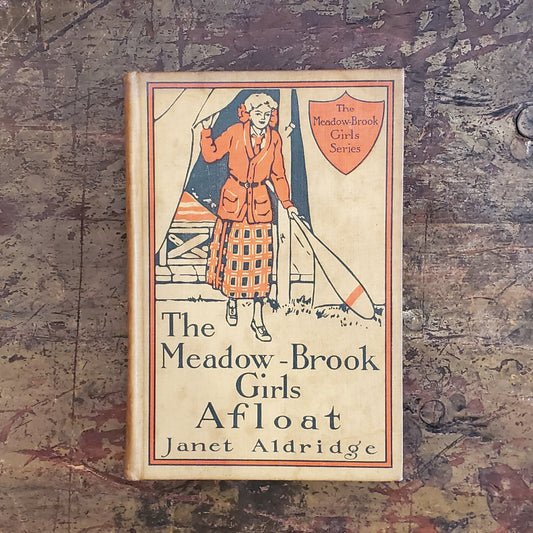 The
Meadow-Brook
Girls
Series
The
Meadow-Brook
Girls
Afloat
Janet Aldridge